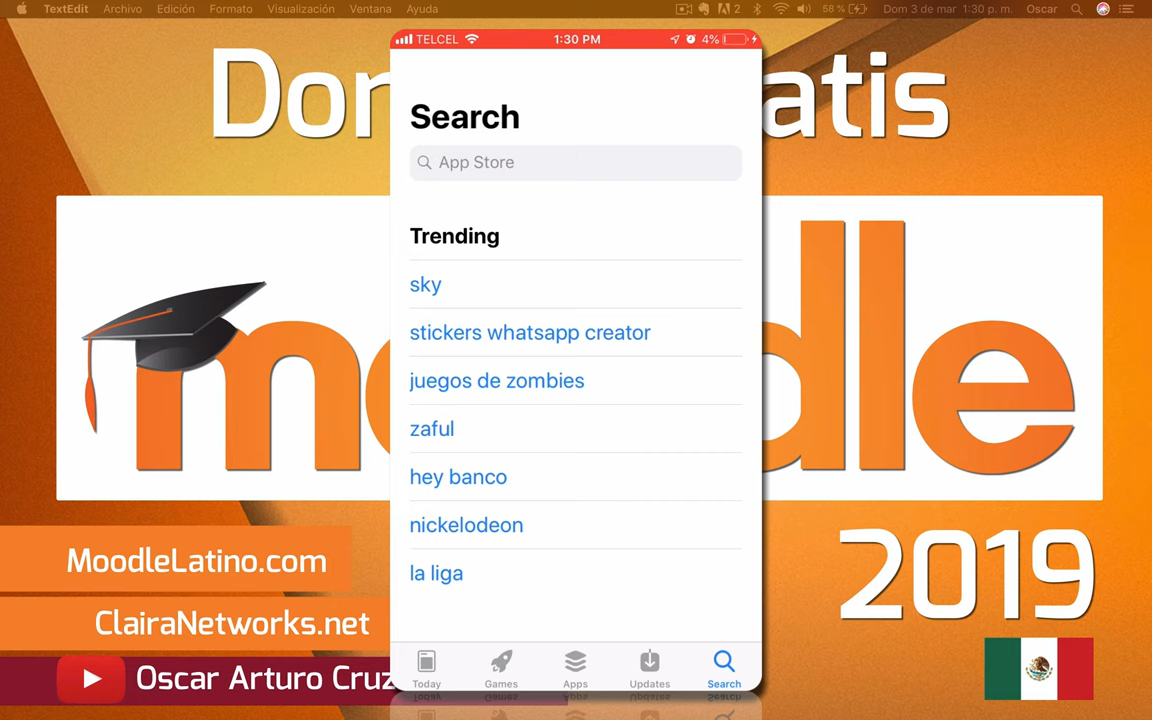 TextEdit Archivo Edición Formato Visualización Ventana Ayuda 2 58 % Dom 3 de mar 1:30 p. m. Oscar
TELCEL 1:30 PM 4%
Search
App Store
Trending
sky
stickers whatsapp creator
juegos de zombies
zaful
hey banco
nickelodeon
la liga
Today Games Apps Updates Search
Dom
atis
m
dle
2019
MoodleLatino.com
ClairaNetworks.net
Oscar Arturo Cruz